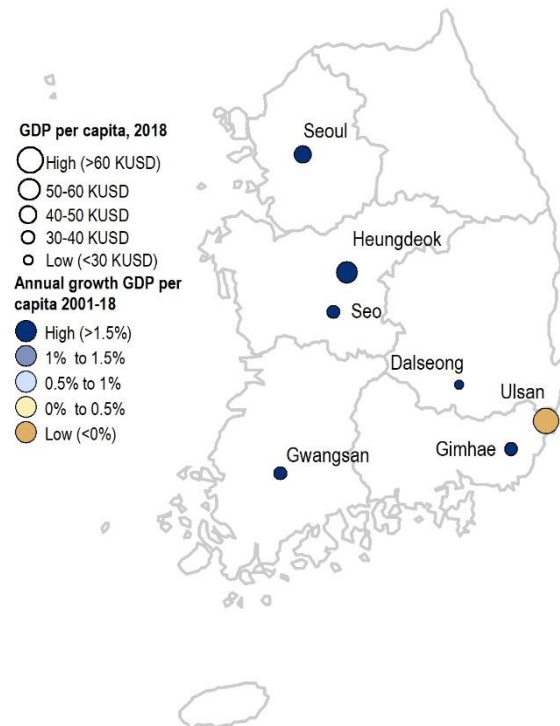 GDP per capita, 2018
High (>60 KUSD)
50-60 KUSD
40-50 KUSD
30-40 KUSD
Low (<30 KUSD)
Annual growth GDP per
capita 2001-18
High (>1.5%)
1% to 1.5%
0.5% to 1%
0% to 0.5%
Low (<0%)
Seoul
Heungdeok
Seo
Dalseong
Ulsan
Gimhae
Gwangsan